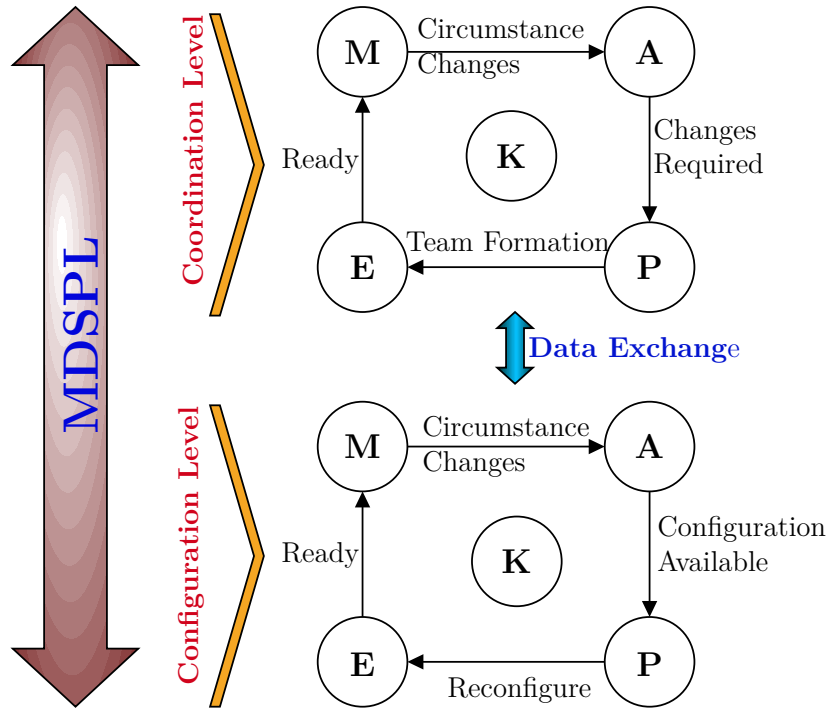 MDSPL
Coordination Level
M
Circumstance
Changes
A
Ready
K
Changes
Required
E
Team Formation
P
Data Exchange
Configuration Level
M
Circumstance
Changes
A
Ready
K
Configuration
Available
E
Reconfigure
P